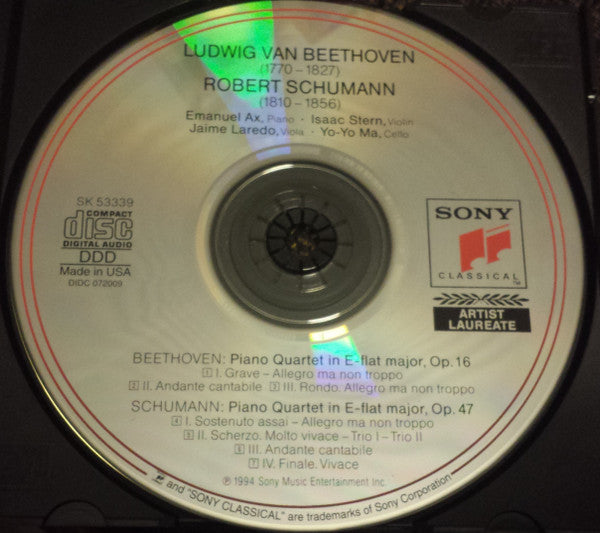 LUDWIG VAN BEETHOVEN
(1770 – 1827)
ROBERT SCHUMANN
(1810 – 1856)
Emanuel Ax, Piano · Isaac Stern, Violin
Jaime Laredo, Viola · Yo-Yo Ma, Cello
SK 53339
COMPACT
disc
DIGITAL AUDIO
DDD
Made in USA
DIDC 072009
SONY
CLASSICAL™
ARTIST
LAUREATE
BEETHOVEN: Piano Quartet in E-flat major, Op. 16
1 I. Grave – Allegro ma non troppo
2 II. Andante cantabile 3 III. Rondo. Allegro ma non troppo
SCHUMANN: Piano Quartet in E-flat major, Op. 47
4 I. Sostenuto assai – Allegro ma non troppo
5 II. Scherzo. Molto vivace – Trio I – Trio II
6 III. Andante cantabile
7 IV. Finale. Vivace
℗ 1994 Sony Music Entertainment Inc.
and "SONY CLASSICAL" are trademarks of Sony Corporation